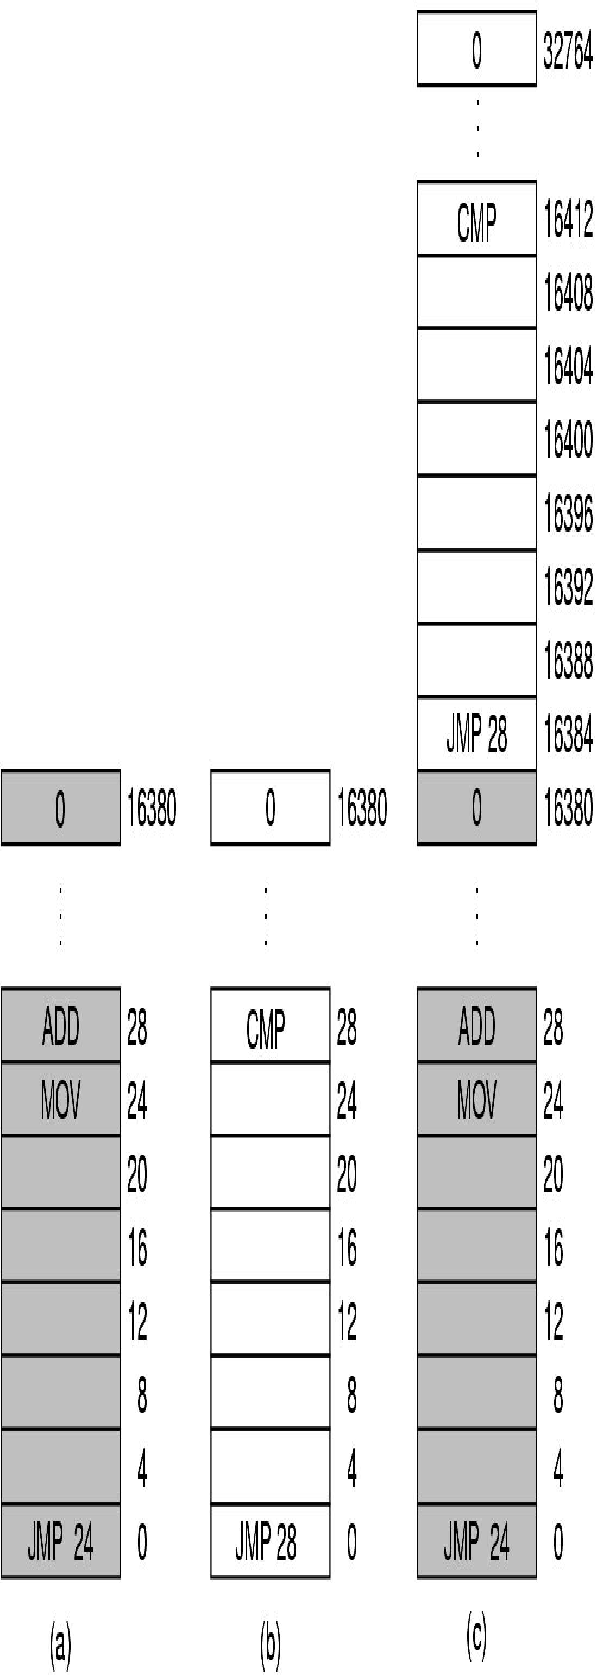 0 32764
CMP 16412
16408
16404
16400
16396
16392
16388
JMP 28 16384
0 16380 0 16380 0 16380
ADD 28 CMP 28 ADD 28
MOV 24 24 MOV 24
20 20 20
16 16 16
12 12 12
8 8 8
4 4 4
JMP 24 0 JMP 28 0 JMP 24 0
(a) (b) (c)